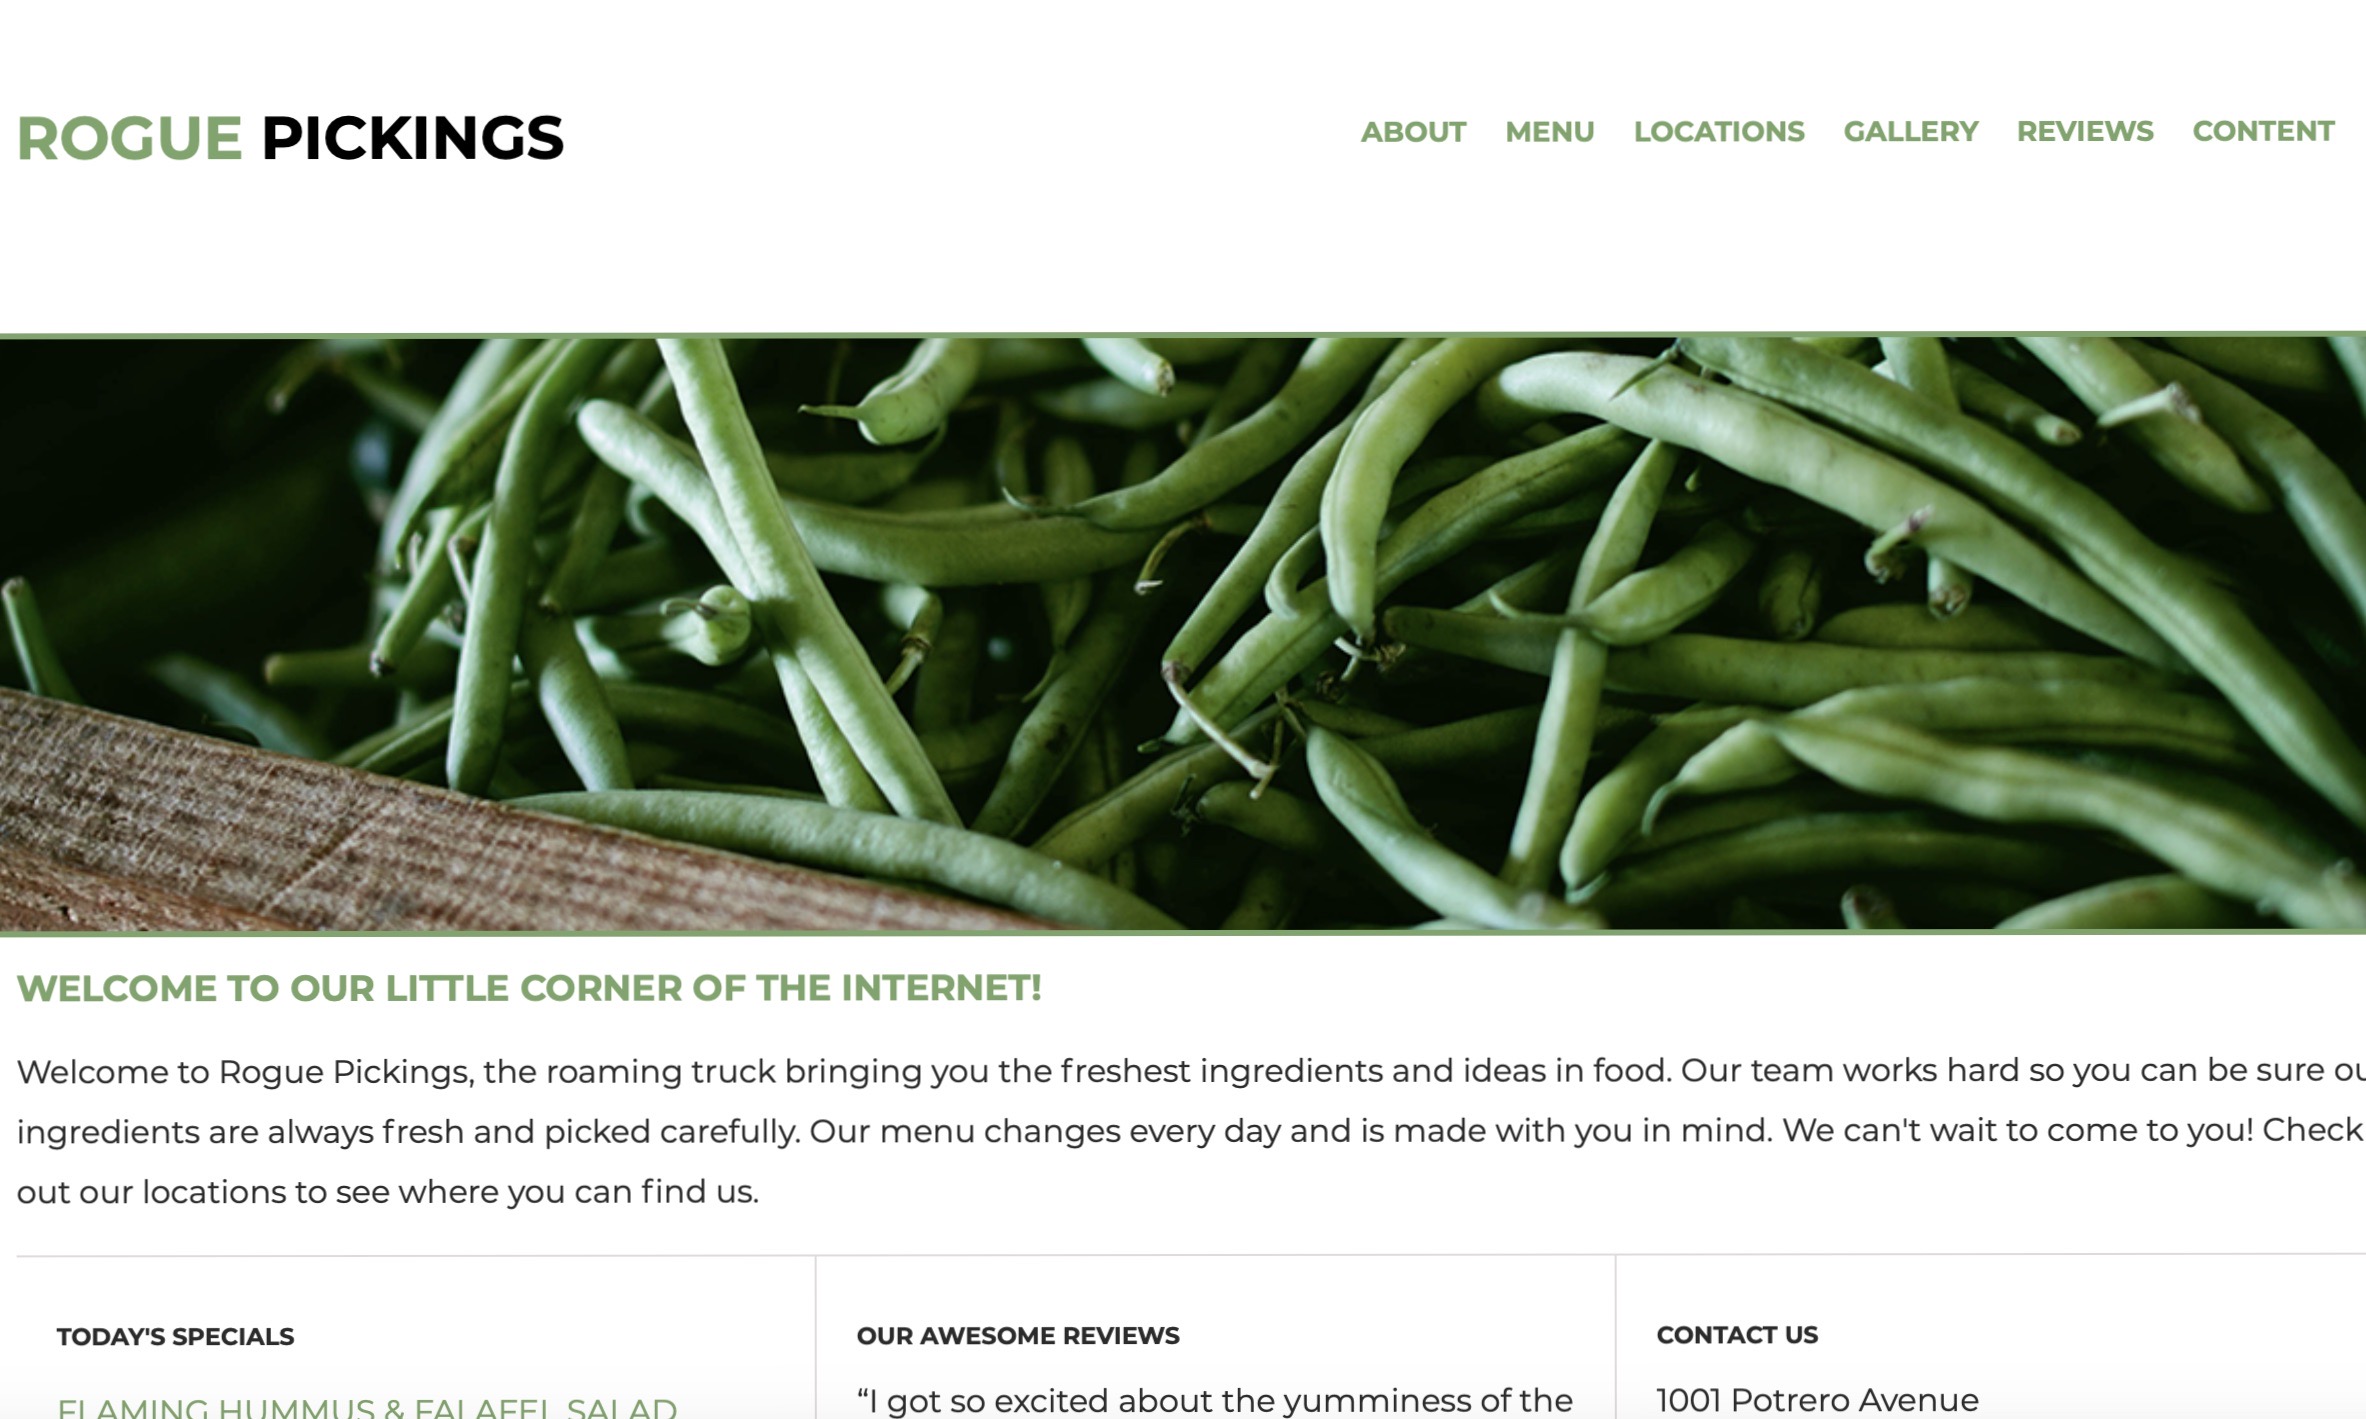 ROGUE PICKINGS
ABOUT MENU LOCATIONS GALLERY REVIEWS CONTENT
WELCOME TO OUR LITTLE CORNER OF THE INTERNET!
Welcome to Rogue Pickings, the roaming truck bringing you the freshest ingredients and ideas in food. Our team works hard so you can be sure
ingredients are always fresh and picked carefully. Our menu changes every day and is made with you in mind. We can't wait to come to you! Check
out our locations to see where you can find us.
TODAY'S SPECIALS
FLAMING HUMMUS & FALAFEL SALAD
OUR AWESOME REVIEWS
“I got so excited about the yumminess of the
CONTACT US
1001 Potrero Avenue